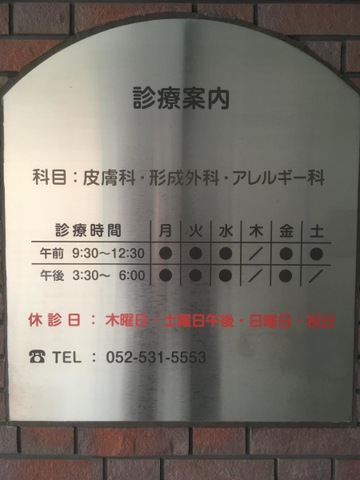 診療案内
科目：皮膚科・形成外科・アレルギー科
診療時間 月 火 水 木 金 土
午前 9:30～12:30 ● ● ● ／ ● ●
午後 3:30～ 6:00 ● ● ● ／ ● ／
休診日：木曜日・土曜日午後・日曜日・祝日
☎ TEL：052-531-5553